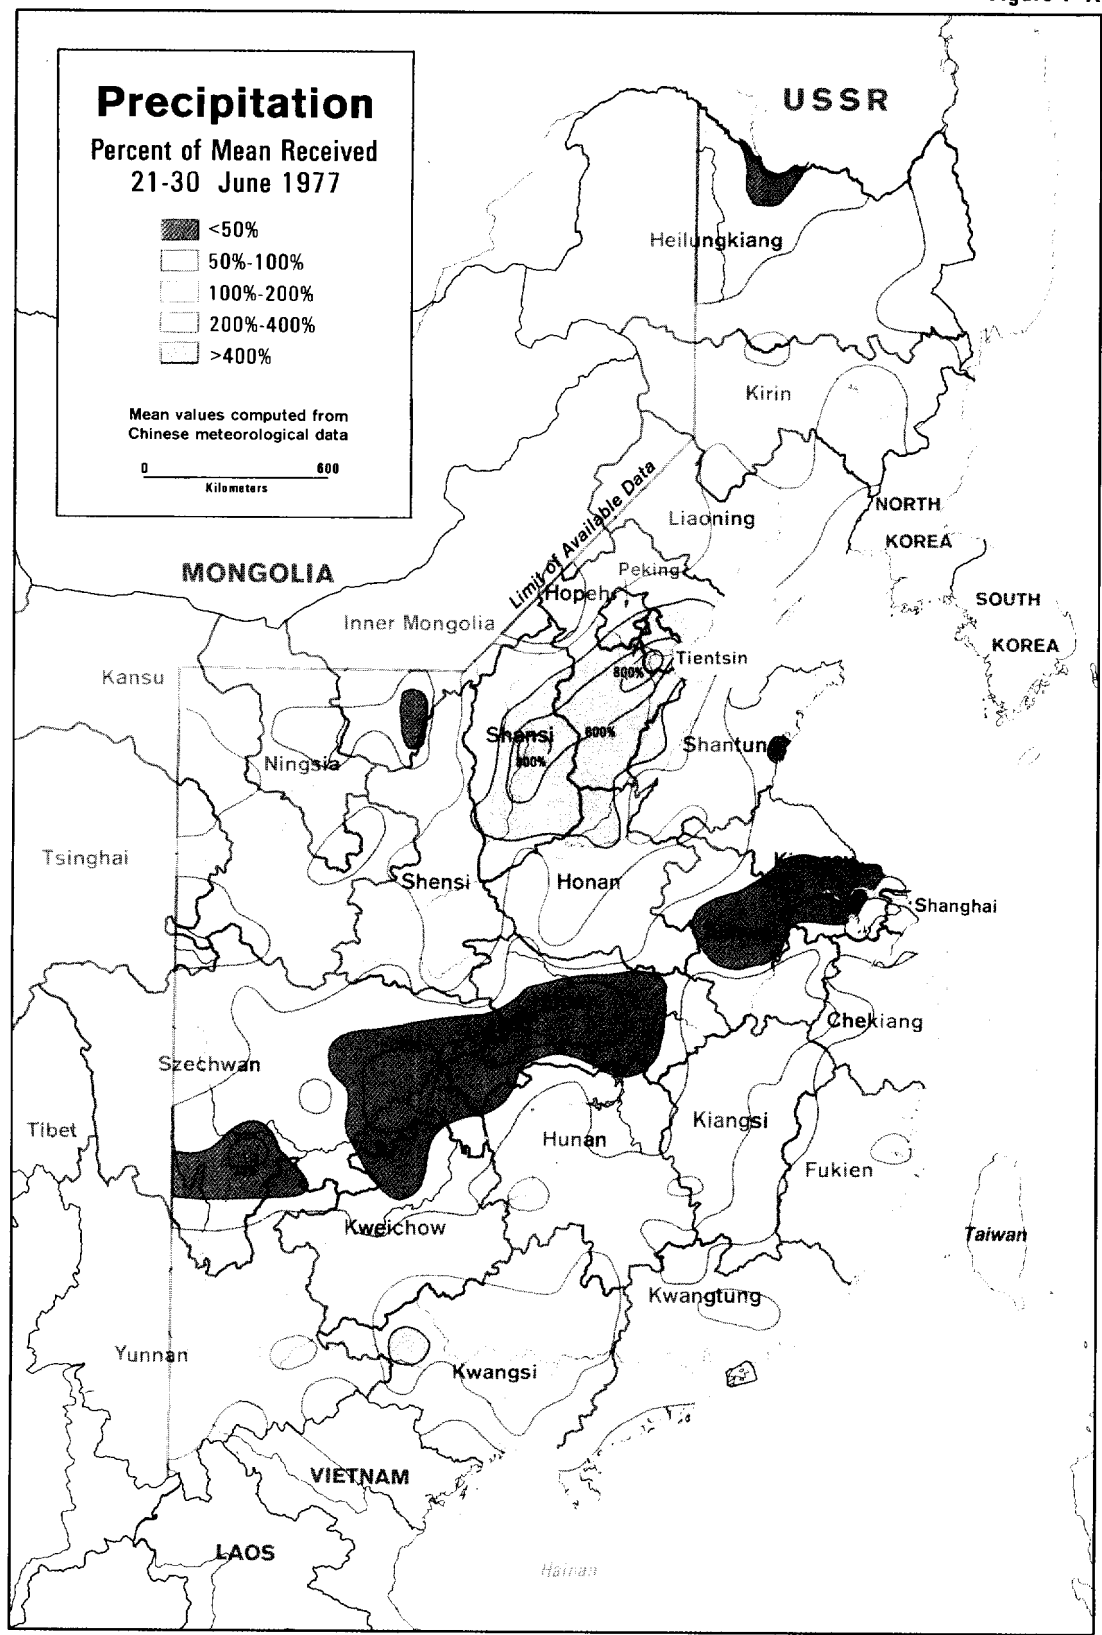 Precipitation
Percent of Mean Received
21-30 June 1977
<50%
50%-100%
100%-200%
200%-400%
>400%
Mean values computed from
Chinese meteorological data
0 600
Kilometers
USSR
Heilungkiang
Kirin
Limit of Available Data
Liaoning
NORTH
KOREA
MONGOLIA
Peking
Hopeh
SOUTH
KOREA
Inner Mongolia
Kansu
Tientsin
800%
Shansi
600%
Shantung
800%
Ningsia
Tsinghai
Shensi
Honan
Shanghai
Chekiang
Szechwan
Tibet
Hunan
Kiangsi
Fukien
Kweichow
Taiwan
Kwangtung
Yunnan
Kwangsi
VIETNAM
LAOS
Hainan